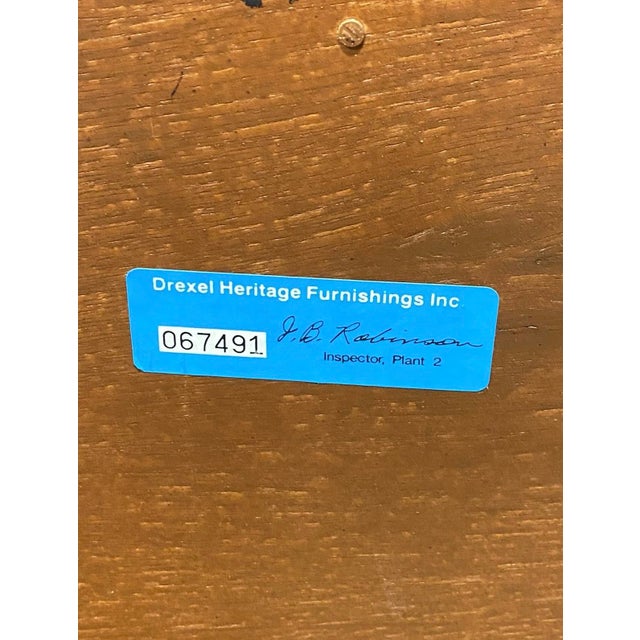 Drexel Heritage Furnishings Inc.
067491 J. B. Robinson
Inspector, Plant 2